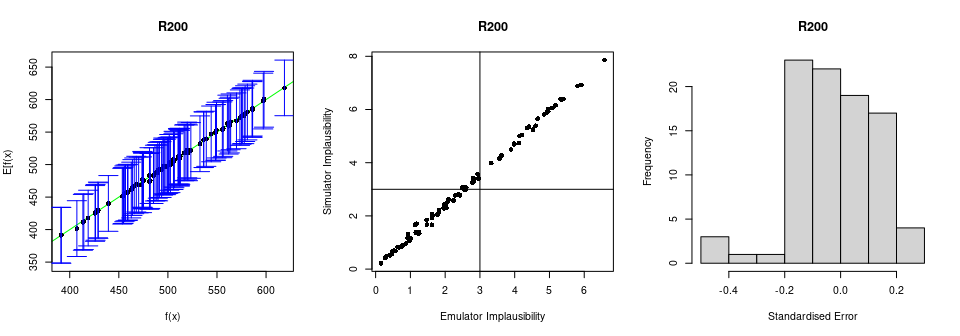 R200
E[f(x)
350 400 450 500 550 600 650
400 450 500 550 600
f(x)
R200
Simulator Implausibility
0 2 4 6 8
0 1 2 3 4 5 6
Emulator Implausibility
R200
Frequency
0 5 10 15 20
-0.4 -0.2 0.0 0.2
Standardised Error